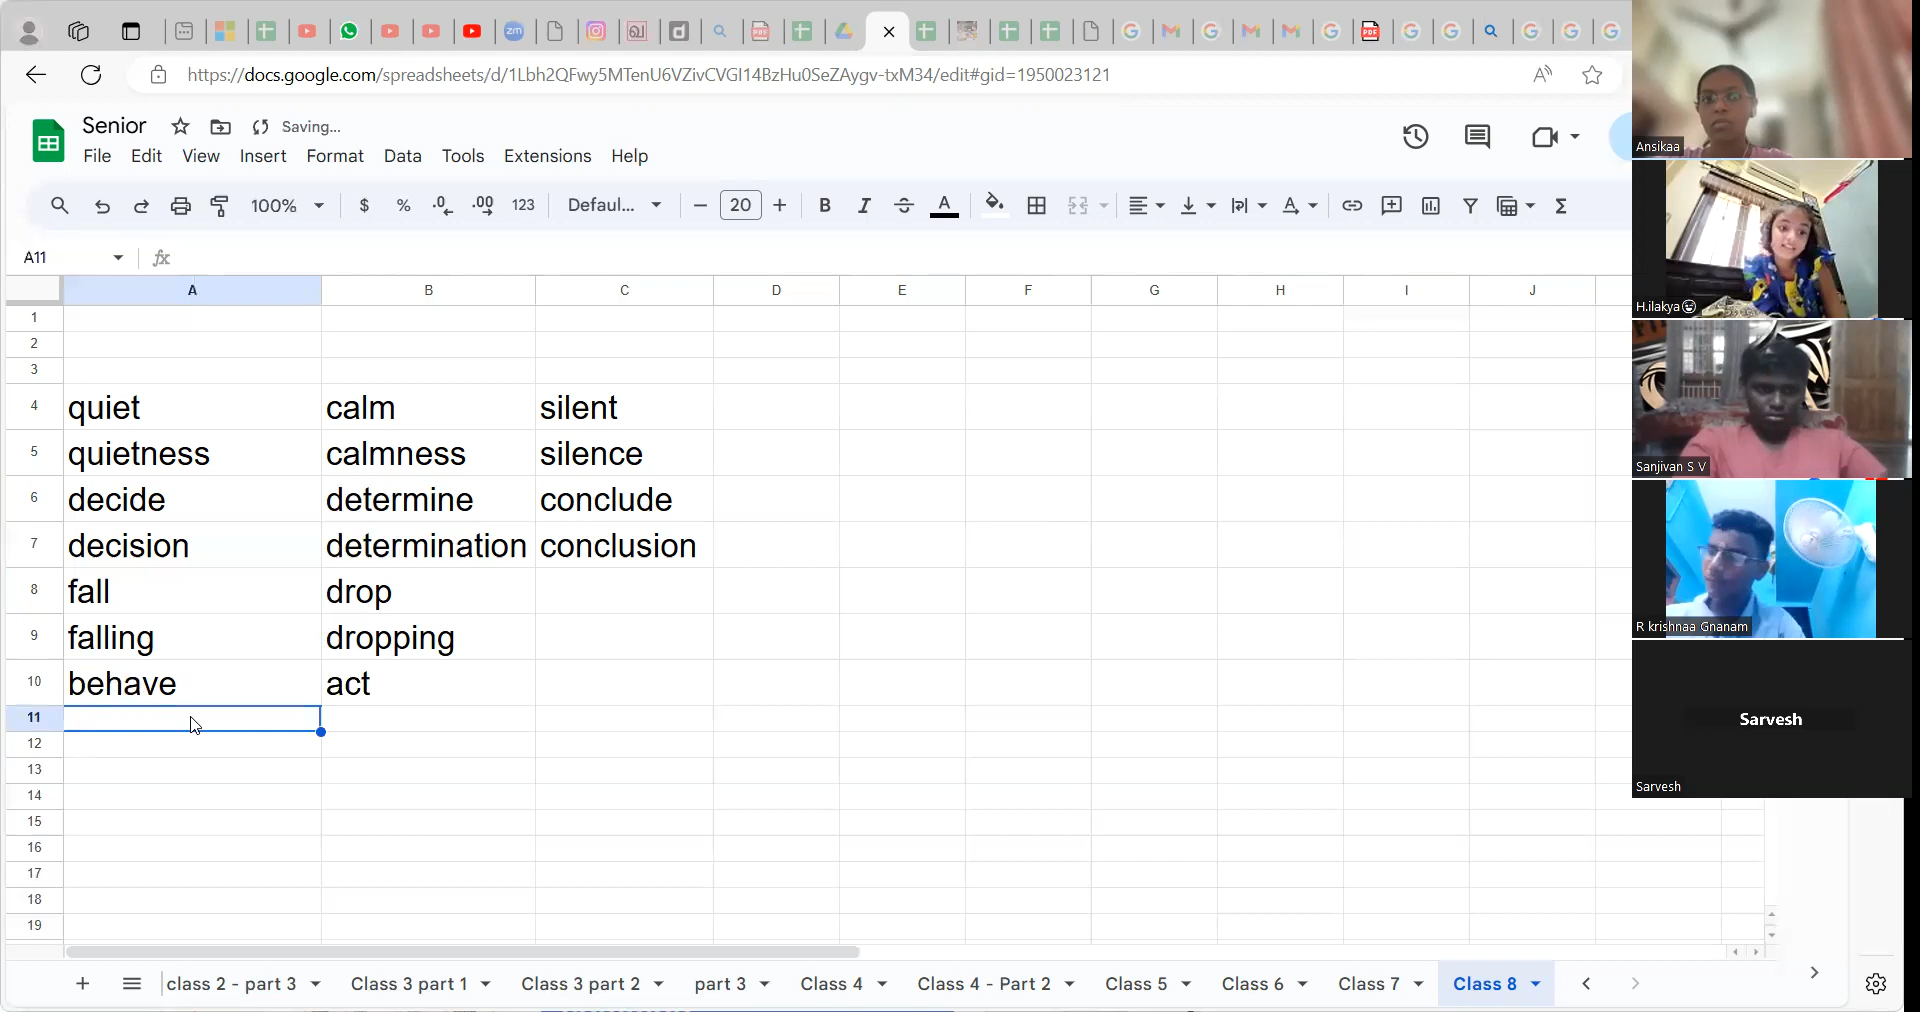 https://docs.google.com/spreadsheets/d/1Lbh2QFwy5MTenU6VZivCVGI14BzHu0SeZAygv-txM34/edit#gid=1950023121
Senior
Saving...
File Edit View Insert Format Data Tools Extensions Help
100% $ % .0 .00 123 Defaul... 20 B I A
A11 fx
A B C D E F G H I J
1
2
3
4 quiet calm silent
5 quietness calmness silence
6 decide determine conclude
7 decision determination conclusion
8 fall drop
9 falling dropping
10 behave act
11
12
13
14
15
16
17
18
19
class 2 - part 3 Class 3 part 1 Class 3 part 2 part 3 Class 4 Class 4 - Part 2 Class 5 Class 6 Class 7 Class 8
Ansikaa
H.ilakya
Sanjivan S V
R krishnaa Gnanam
Sarvesh
Sarvesh